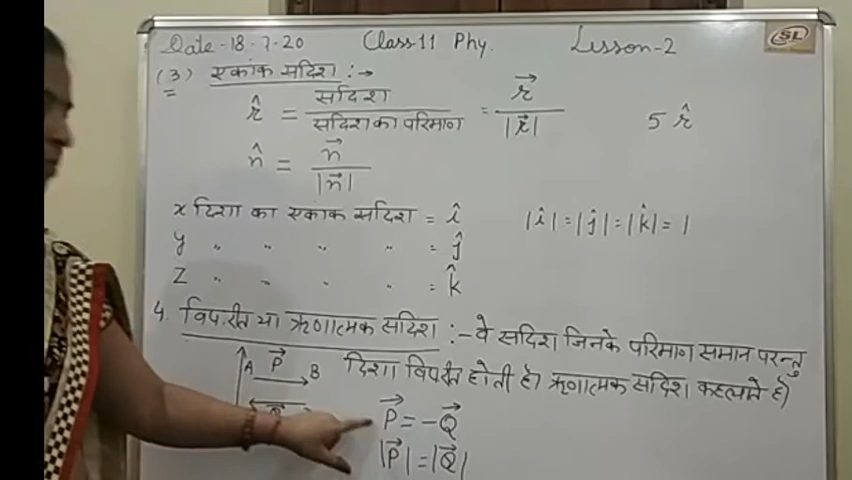 Date-18-7-20 Class-11 Phy. Lesson-2 SL
(3) एकांक सदिश :→
r̂ = सदिश / सदिश का परिमाण = r⃗ / |r⃗| 5 r̂
n̂ = n⃗ / |n⃗|
x दिशा का एकांक सदिश = î |î| = |ĵ| = |k̂| = 1
y " " " " = ĵ
Z " " " " = k̂
4. विपरीत या ऋणात्मक सदिश :- वे सदिश जिनके परिमाण समान परन्तु
A P⃗ B दिशा विपरीत होती है। ऋणात्मक सदिश कहलाते है।
P⃗ = -Q⃗
|P⃗| = |Q⃗|